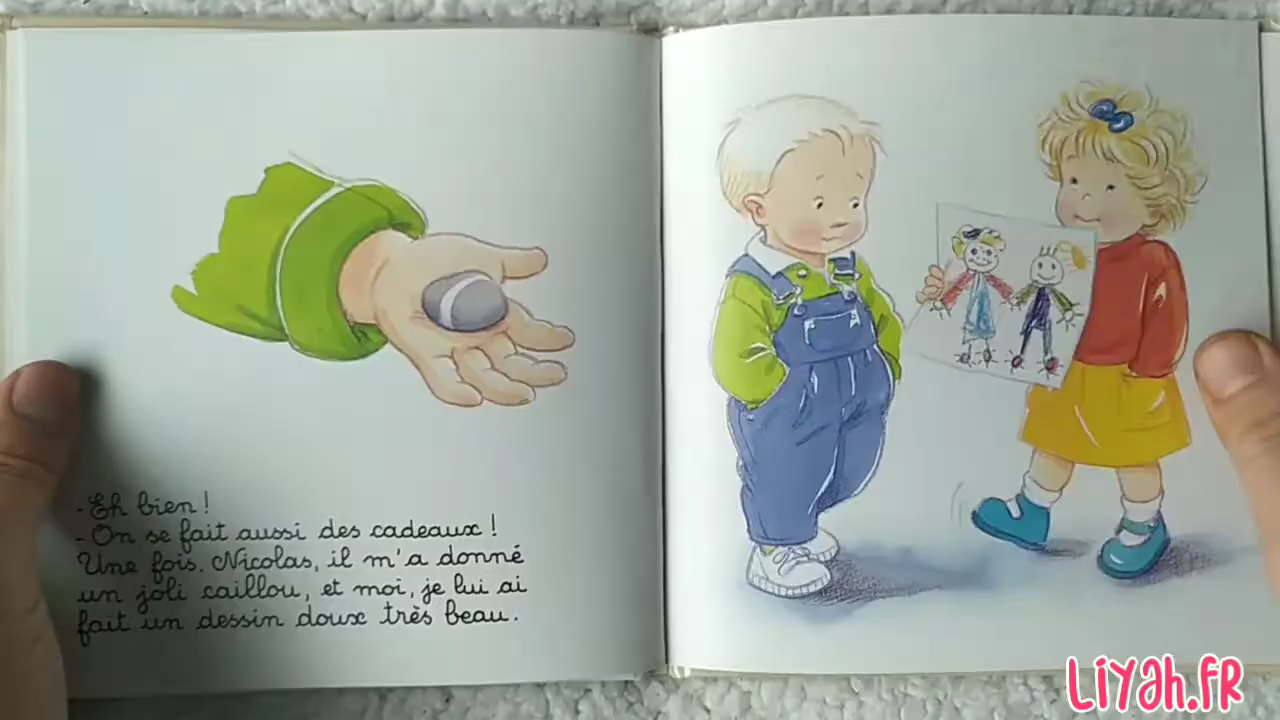 - Eh bien !
- On se fait aussi des cadeaux !
Une fois, Nicolas, il m'a donné
un joli caillou, et moi, je lui ai
fait un dessin doux très beau.
LiYah.FR